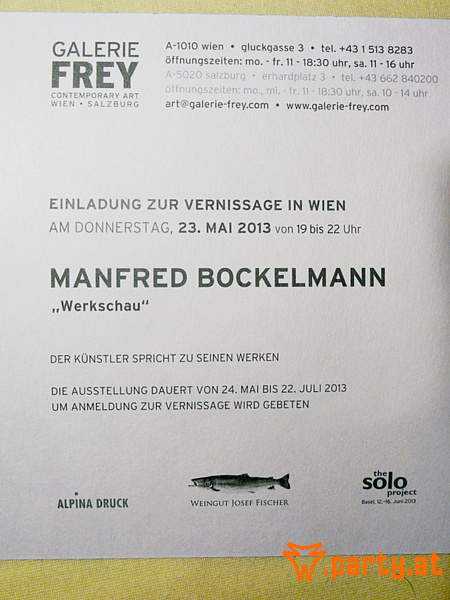 GALERIE
FREY
CONTEMPORARY ART
WIEN • SALZBURG
A-1010 wien • gluckgasse 3 • tel. +43 1 513 8283
öffnungszeiten: mo. - fr. 11 - 18:30 uhr, sa. 11 - 16 uhr
A-5020 salzburg • erhardplatz 3 • tel. +43 662 840200
öffnungszeiten: mo., mi. - fr. 11 - 18:30 uhr, sa. 10 - 14 uhr
art@galerie-frey.com • www.galerie-frey.com
EINLADUNG ZUR VERNISSAGE IN WIEN
AM DONNERSTAG, 23. MAI 2013 von 19 bis 22 Uhr
MANFRED BOCKELMANN
„Werkschau“
DER KÜNSTLER SPRICHT ZU SEINEN WERKEN
DIE AUSSTELLUNG DAUERT VON 24. MAI BIS 22. JULI 2013
UM ANMELDUNG ZUR VERNISSAGE WIRD GEBETEN
ALPINA DRUCK
WEINGUT JOSEF FISCHER
the
solo
project
Basel, 12.-16. Juni 2013
w.party.at